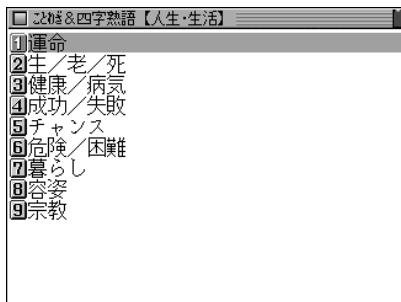 ことわざ&四字熟語【人生・生活】
1運命
2生／老／死
3健康／病気
4成功／失敗
5チャンス
6危険／困難
7暮らし
8容姿
9宗教